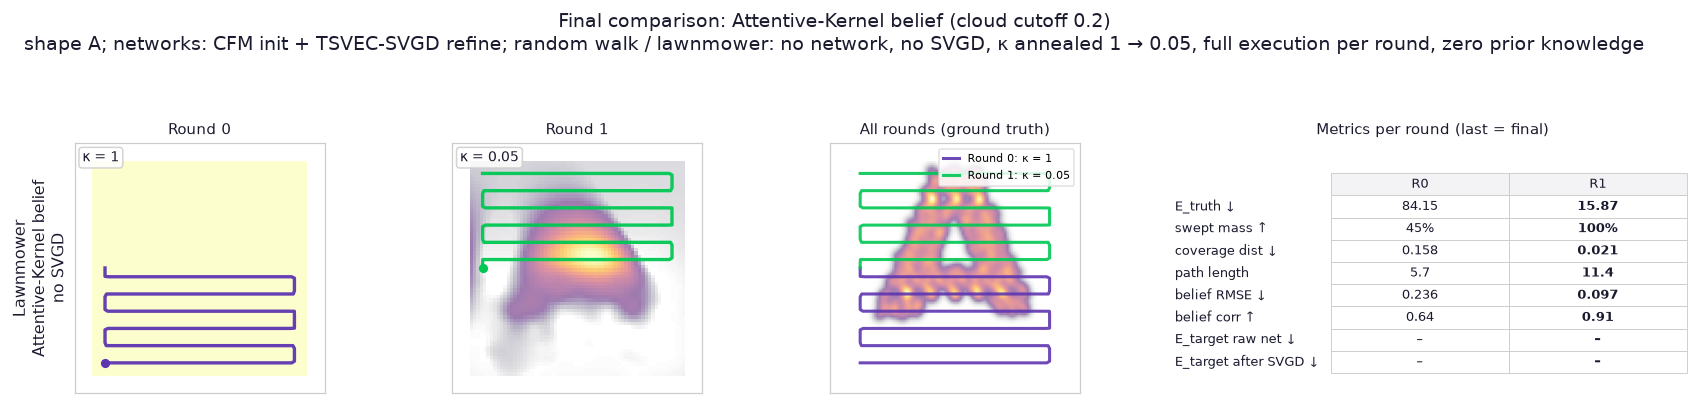 Final comparison: Attentive-Kernel belief (cloud cutoff 0.2)
shape A; networks: CFM init + TSVEC-SVGD refine; random walk / lawnmower: no network, no SVGD, κ annealed 1 → 0.05, full execution per round, zero prior knowledge
Lawnmower
Attentive-Kernel belief
no SVGD
Round 0
κ = 1
Round 1
κ = 0.05
All rounds (ground truth)
Round 0: κ = 1
Round 1: κ = 0.05
Metrics per round (last = final)
R0 R1
E_truth ↓ 84.15 15.87
swept mass ↑ 45% 100%
coverage dist ↓ 0.158 0.021
path length 5.7 11.4
belief RMSE ↓ 0.236 0.097
belief corr ↑ 0.64 0.91
E_target raw net ↓ – –
E_target after SVGD ↓ – –